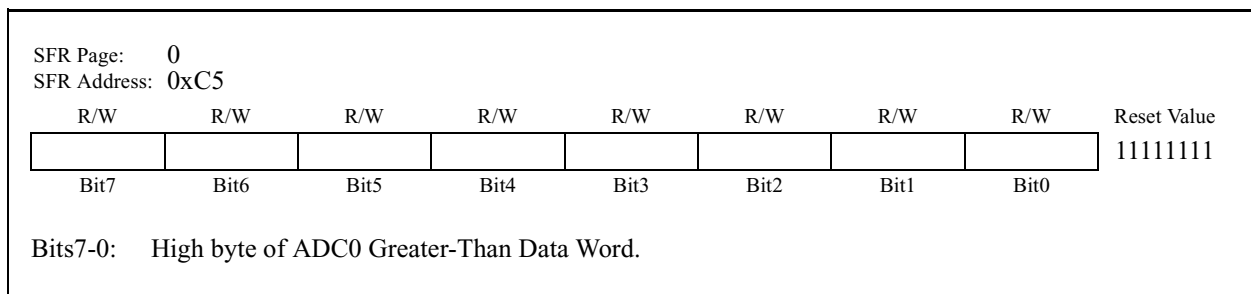 SFR Page: 0
SFR Address: 0xC5
R/W R/W R/W R/W R/W R/W R/W R/W Reset Value
11111111
Bit7 Bit6 Bit5 Bit4 Bit3 Bit2 Bit1 Bit0
Bits7-0: High byte of ADC0 Greater-Than Data Word.